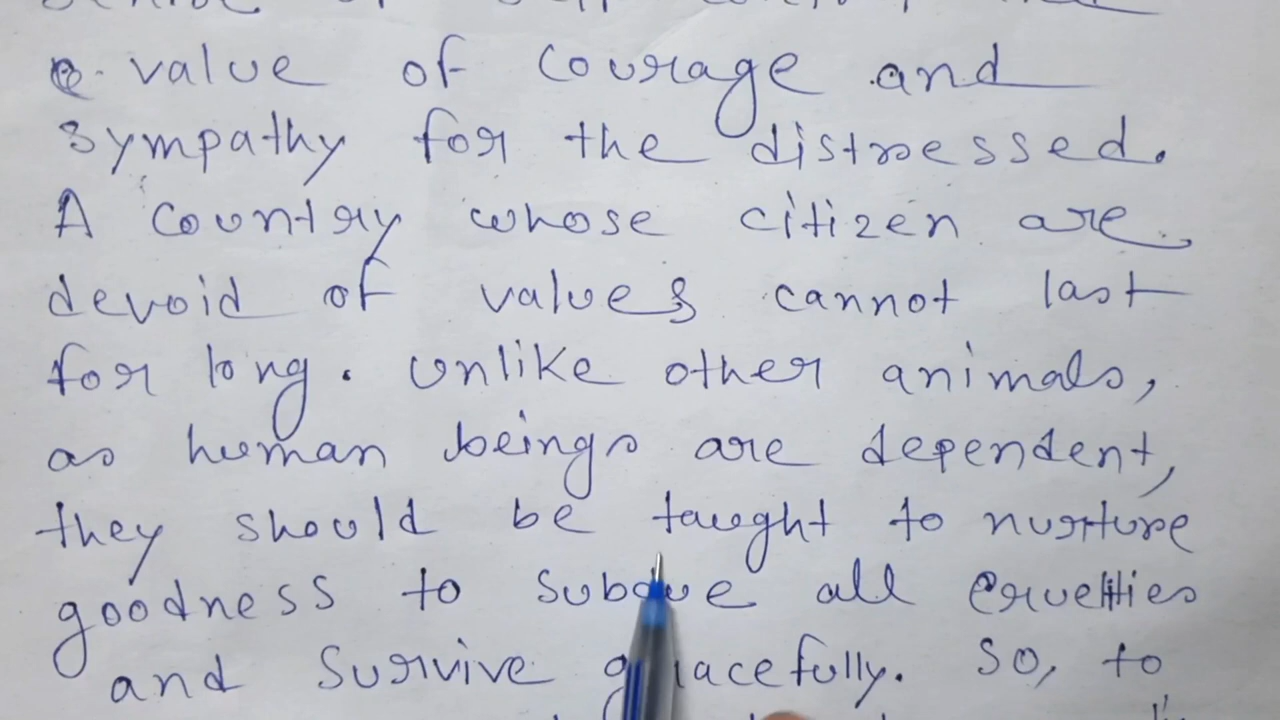 value of courage and
sympathy for the distressed.
A country whose citizen are
devoid of values cannot last
for long. Unlike other animals,
as human beings are dependent,
they should be taught to nurture
goodness to subdue all cruelties
and survive gracefully. So, to